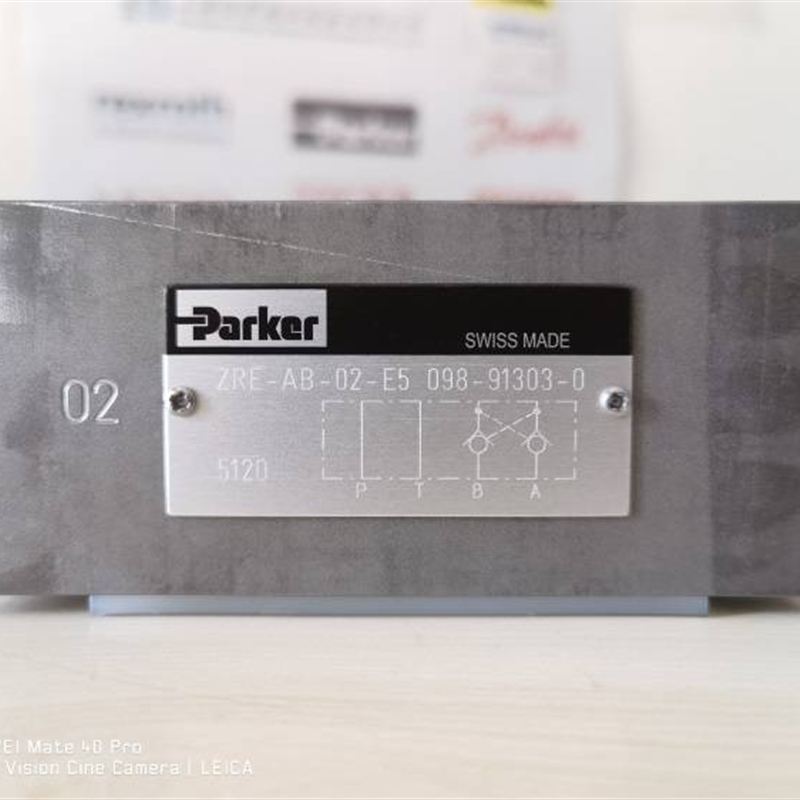 Parker
SWISS MADE
ZRE-AB-02-E5 098-91303-0
02
5120
P T B A
EI Mate 40 Pro
Vision Cine Camera | LEICA